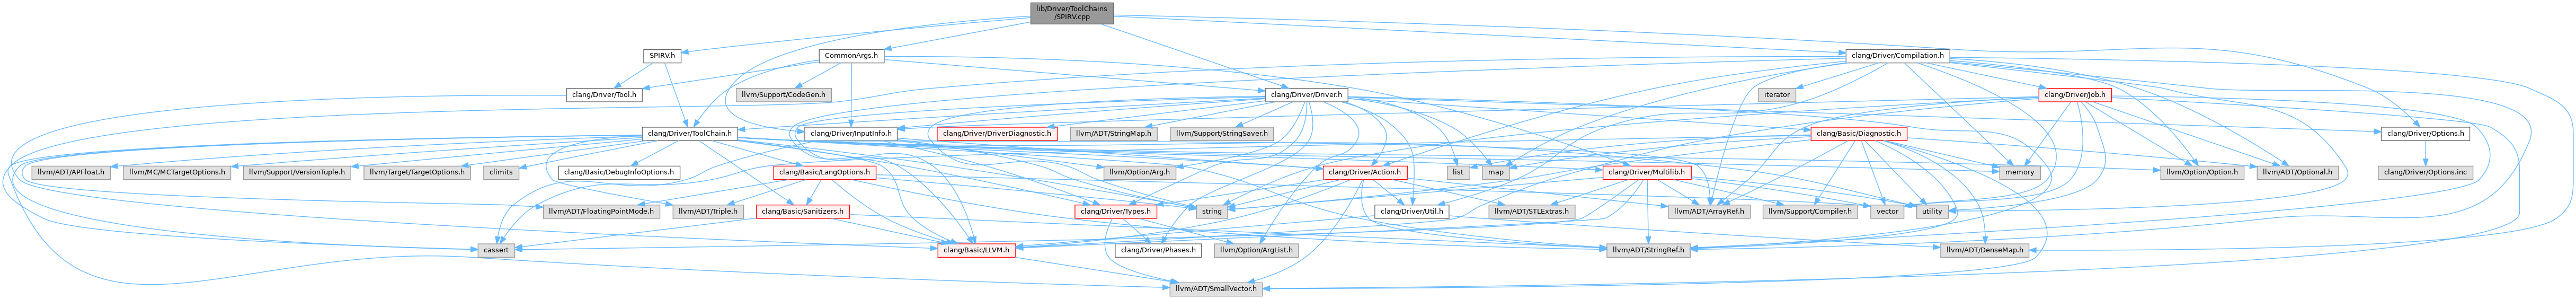 lib/Driver/ToolChains
/SPIRV.cpp
SPIRV.h
CommonArgs.h
clang/Driver/Compilation.h
clang/Driver/Tool.h
llvm/Support/CodeGen.h
clang/Driver/Driver.h
iterator
clang/Driver/Job.h
clang/Driver/ToolChain.h
clang/Driver/InputInfo.h
clang/Driver/DriverDiagnostic.h
llvm/ADT/StringMap.h
llvm/Support/StringSaver.h
clang/Basic/Diagnostic.h
clang/Driver/Options.h
llvm/ADT/APFloat.h
llvm/MC/MCTargetOptions.h
llvm/Support/VersionTuple.h
llvm/Target/TargetOptions.h
climits
clang/Basic/DebugInfoOptions.h
clang/Basic/LangOptions.h
llvm/Option/Arg.h
clang/Driver/Action.h
list
map
clang/Driver/Multilib.h
memory
llvm/Option/Option.h
llvm/ADT/Optional.h
clang/Driver/Options.inc
llvm/ADT/FloatingPointMode.h
llvm/ADT/Triple.h
clang/Basic/Sanitizers.h
string
clang/Driver/Types.h
clang/Driver/Util.h
llvm/ADT/STLExtras.h
llvm/ADT/ArrayRef.h
llvm/Support/Compiler.h
vector
utility
cassert
clang/Basic/LLVM.h
clang/Driver/Phases.h
llvm/Option/ArgList.h
llvm/ADT/StringRef.h
llvm/ADT/DenseMap.h
llvm/ADT/SmallVector.h